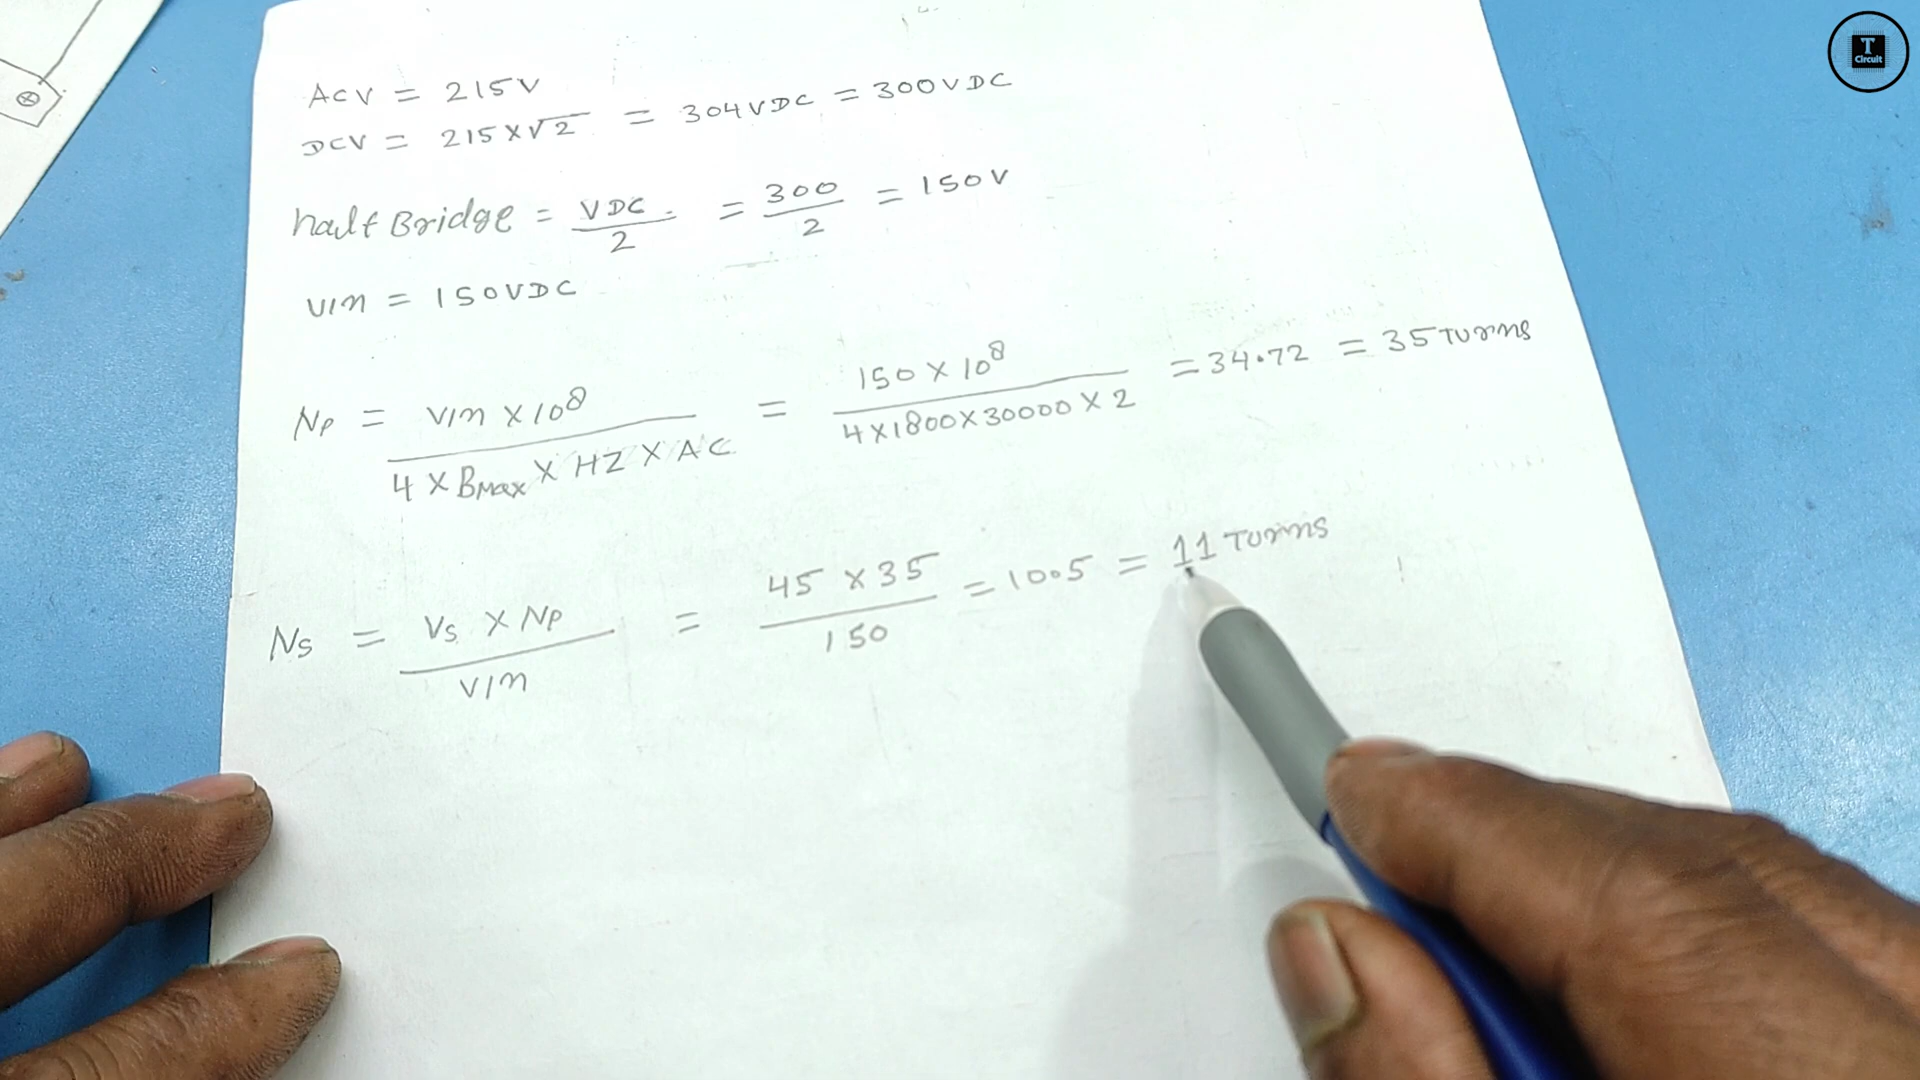 T
Circuit
ACV = 215V
DCV = 215×√2 = 304VDC = 300VDC
half Bridge = VDC/2 = 300/2 = 150V
VIn = 150VDC
NP = VIn × 10⁸ / 4 × BMax × HZ × AC = 150 × 10⁸ / 4×1800×30000×2 = 34.72 = 35 Turns
NS = VS × NP / VIn = 45 × 35 / 150 = 10.5 = 11 Turns